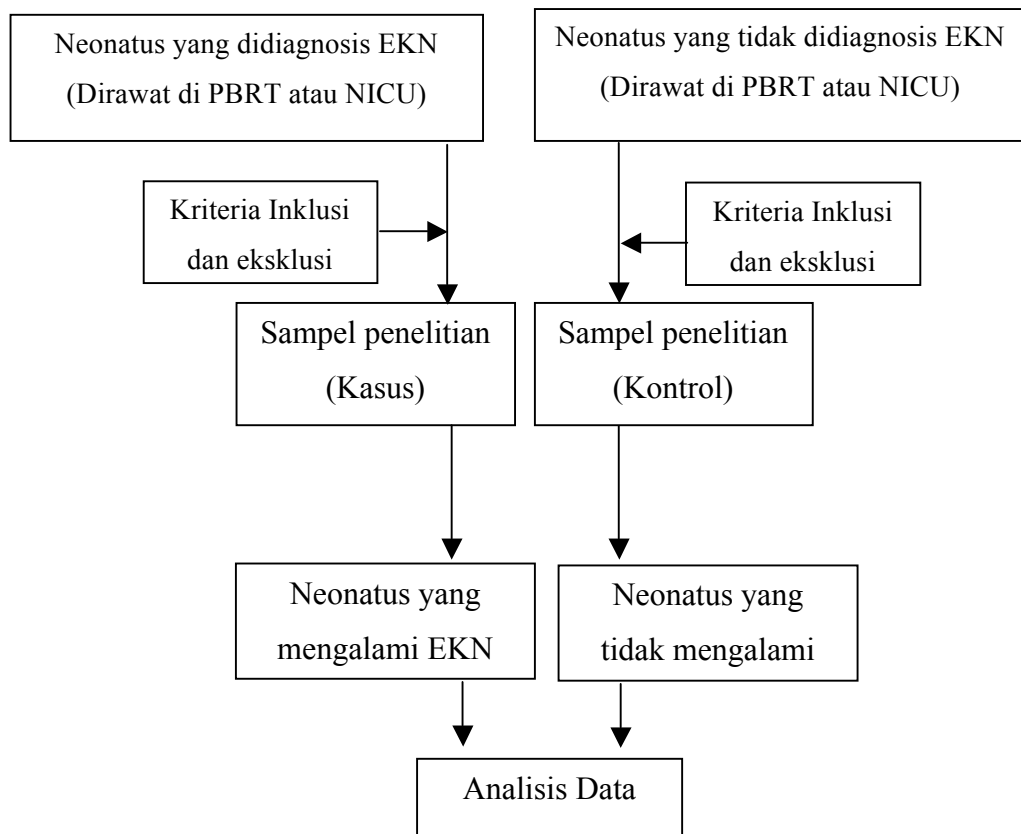 Neonatus yang didiagnosis EKN
(Dirawat di PBRT atau NICU)
Neonatus yang tidak didiagnosis EKN
(Dirawat di PBRT atau NICU)
Kriteria Inklusi
dan eksklusi
Kriteria Inklusi
dan eksklusi
Sampel penelitian
(Kasus)
Sampel penelitian
(Kontrol)
Neonatus yang
mengalami EKN
Neonatus yang
tidak mengalami
Analisis Data